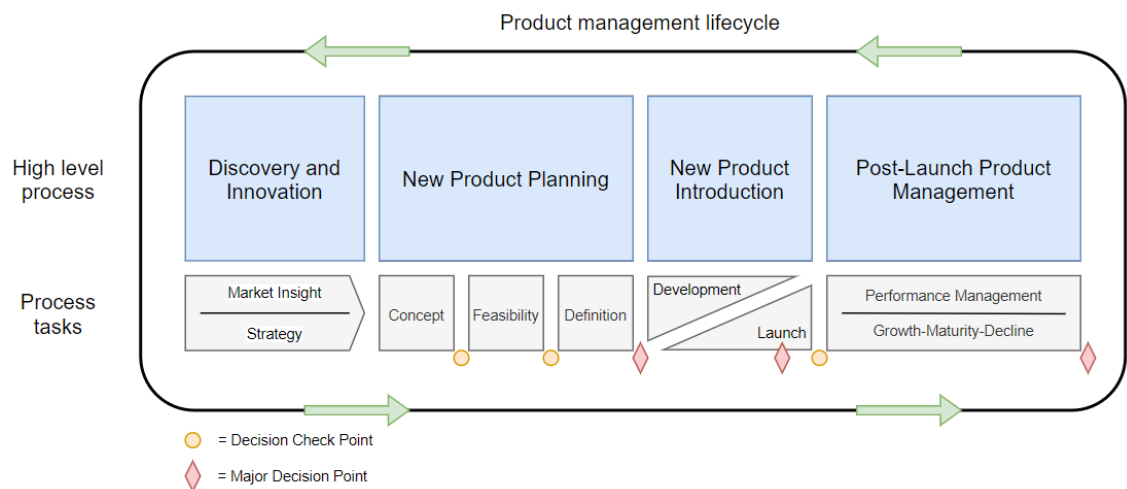 Product management lifecycle
High level
process
Discovery and
Innovation
New Product Planning
New Product
Introduction
Post-Launch Product
Management
Process
tasks
Market Insight
Strategy
Concept
Feasibility
Definition
Development
Launch
Performance Management
Growth-Maturity-Decline
= Decision Check Point
= Major Decision Point